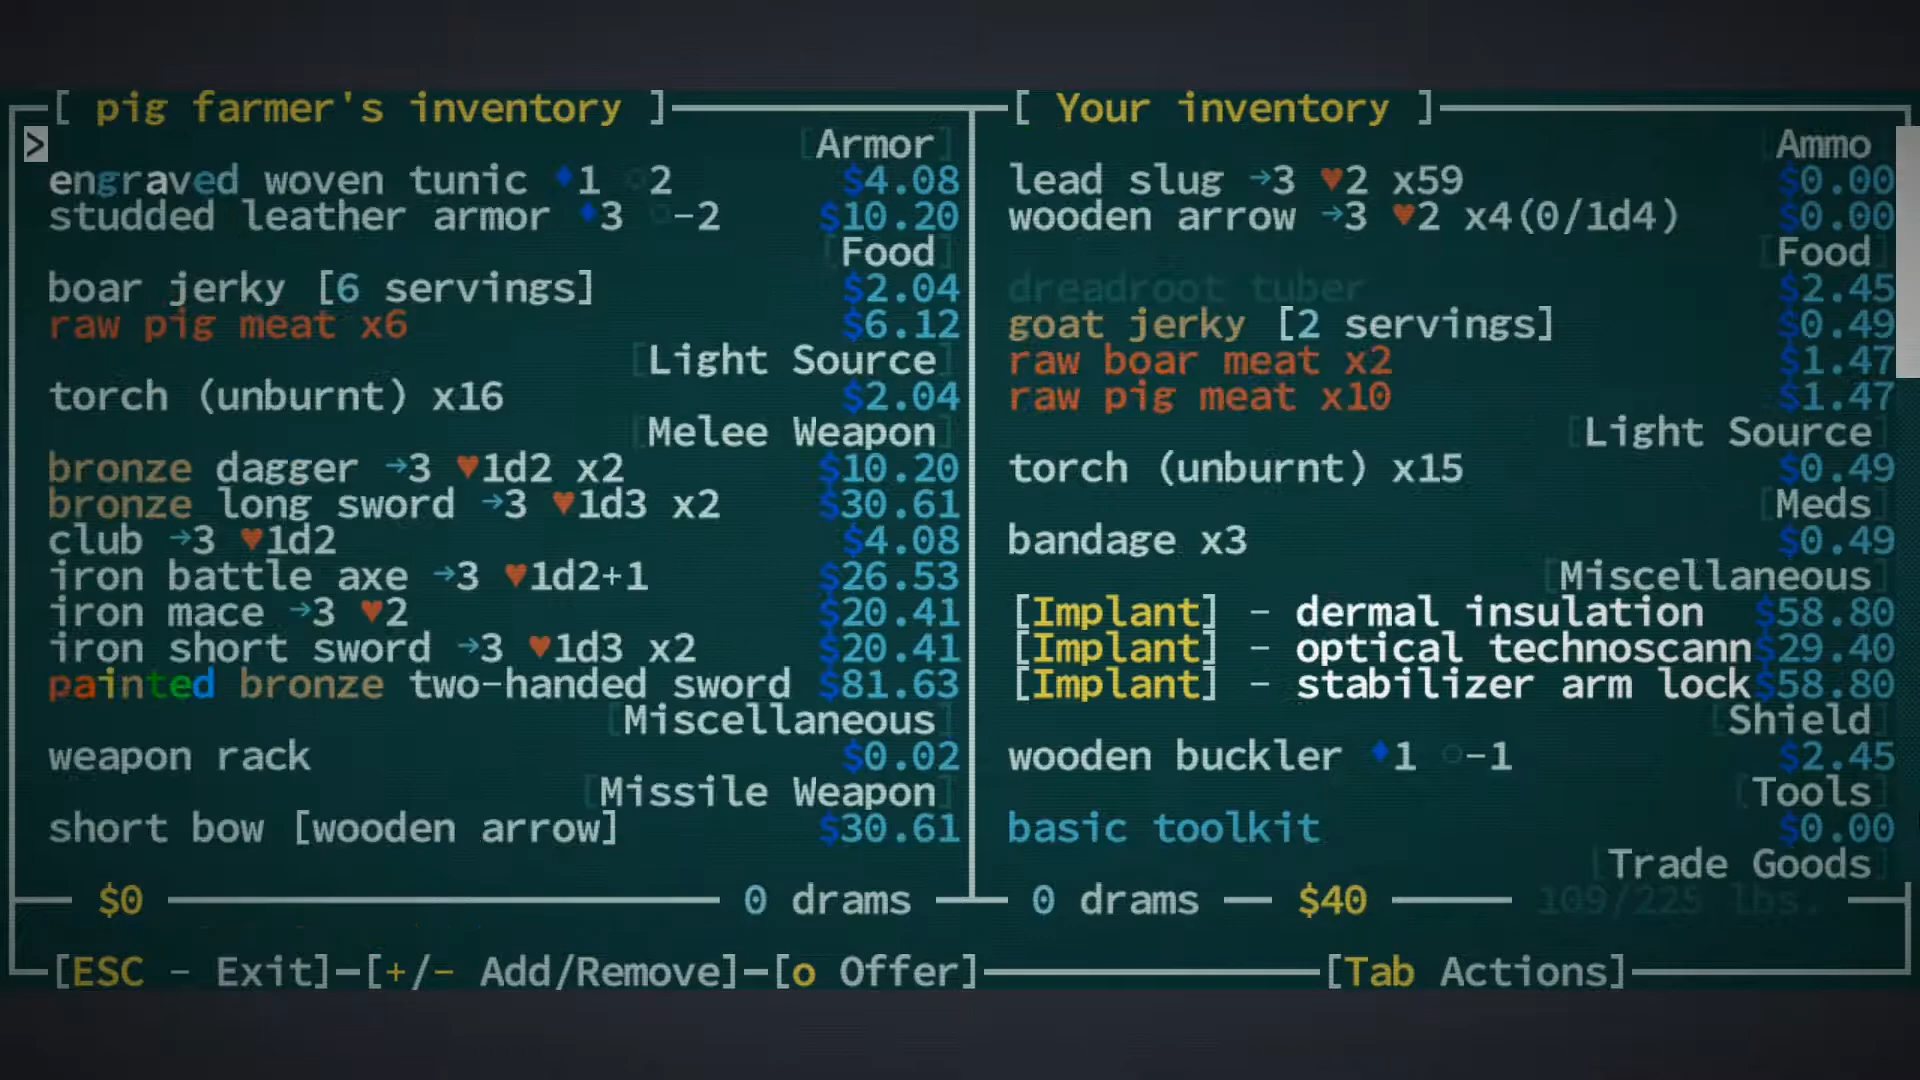 [ pig farmer's inventory ]
>
[Armor]
engraved woven tunic ♦1 ○2 $4.08
studded leather armor ♦3 ○-2 $10.20
[Food]
boar jerky [6 servings] $2.04
raw pig meat x6 $6.12
[Light Source]
torch (unburnt) x16 $2.04
[Melee Weapon]
bronze dagger →3 ♥1d2 x2 $10.20
bronze long sword →3 ♥1d3 x2 $30.61
club →3 ♥1d2 $4.08
iron battle axe →3 ♥1d2+1 $26.53
iron mace →3 ♥2 $20.41
iron short sword →3 ♥1d3 x2 $20.41
painted bronze two-handed sword $81.63
[Miscellaneous]
weapon rack $0.02
[Missile Weapon]
short bow [wooden arrow] $30.61
$0 0 drams
[ Your inventory ]
[Ammo]
lead slug →3 ♥2 x59 $0.00
wooden arrow →3 ♥2 x4(0/1d4) $0.00
[Food]
dreadroot tuber $2.45
goat jerky [2 servings] $0.49
raw boar meat x2 $1.47
raw pig meat x10 $1.47
[Light Source]
torch (unburnt) x15 $0.49
[Meds]
bandage x3 $0.49
[Miscellaneous]
[Implant] - dermal insulation $58.80
[Implant] - optical technoscann $29.40
[Implant] - stabilizer arm lock $58.80
[Shield]
wooden buckler ♦1 ○-1 $2.45
[Tools]
basic toolkit $0.00
[Trade Goods]
0 drams $40 109/225 lbs.
[ESC - Exit]-[+/- Add/Remove]-[o Offer] [Tab Actions]